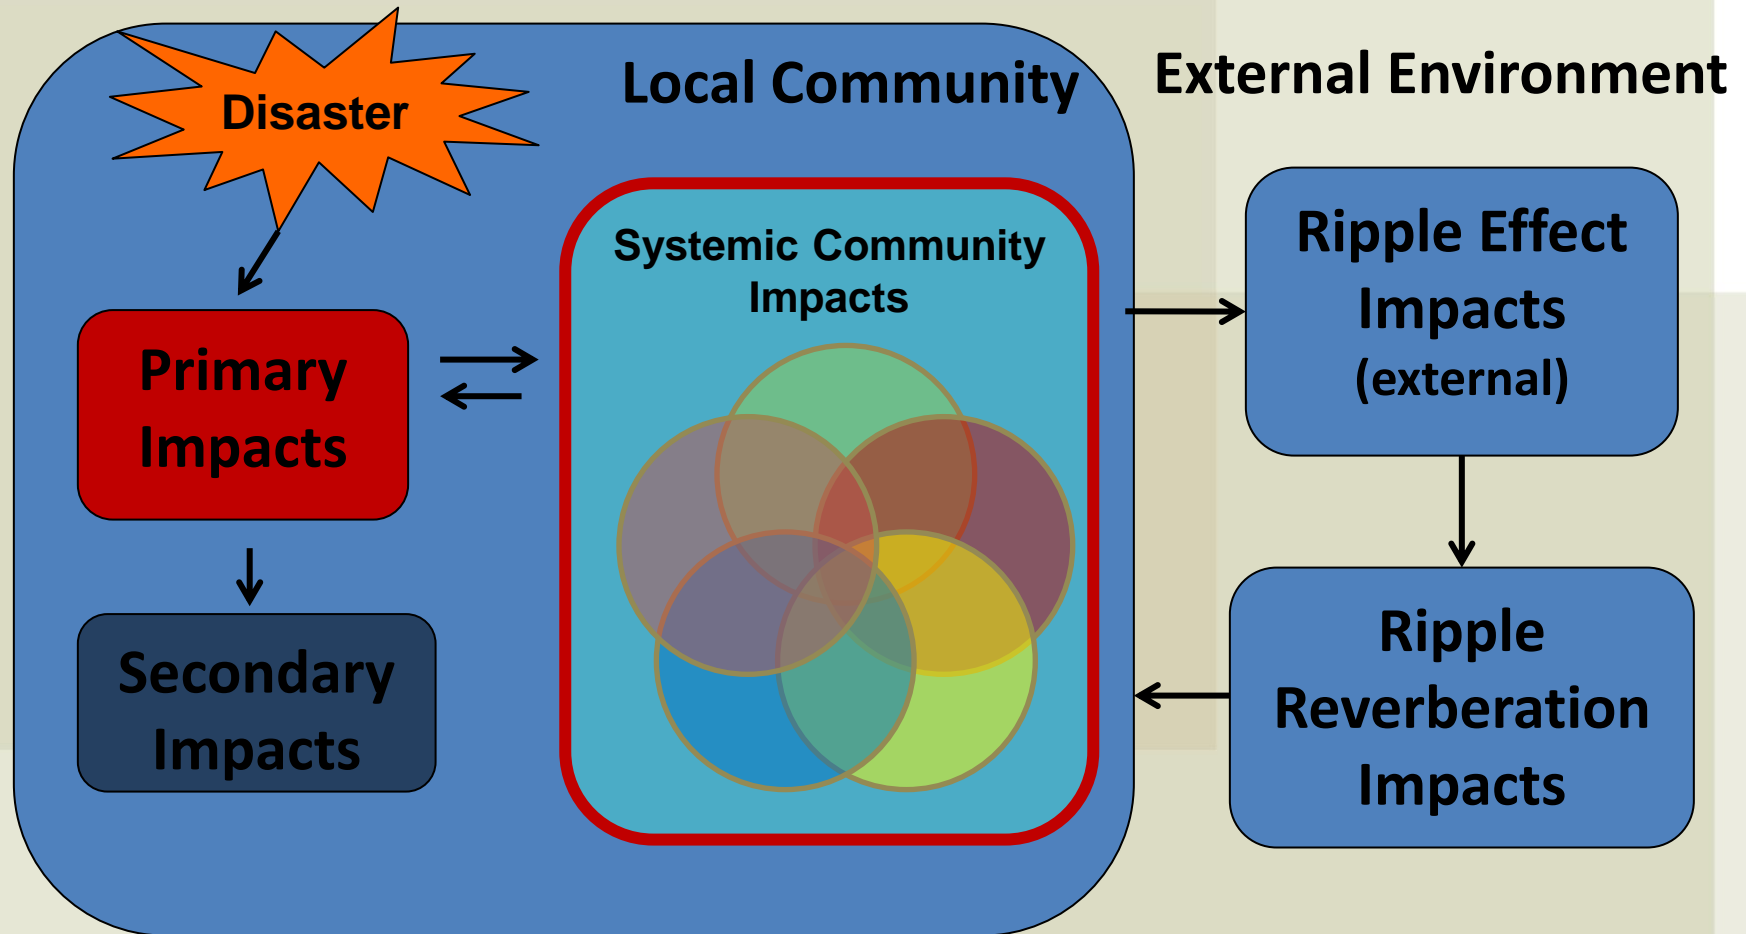 Disaster
Local Community
External Environment
Systemic Community
Impacts
Primary
Impacts
Secondary
Impacts
Ripple Effect
Impacts
(external)
Ripple
Reverberation
Impacts